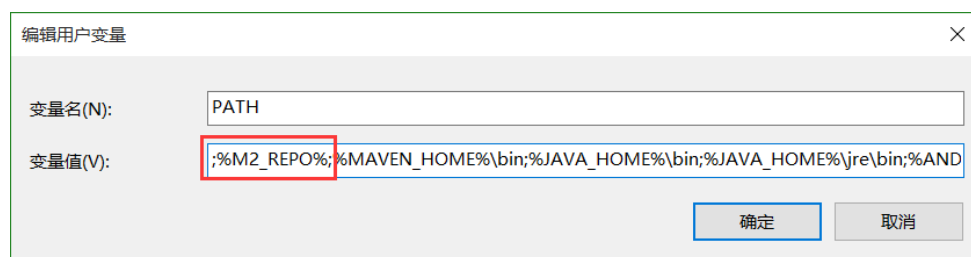 编辑用户变量
变量名(N):
PATH
变量值(V):
;%M2_REPO%;%MAVEN_HOME%\bin;%JAVA_HOME%\bin;%JAVA_HOME%\jre\bin;%AND
确定
取消